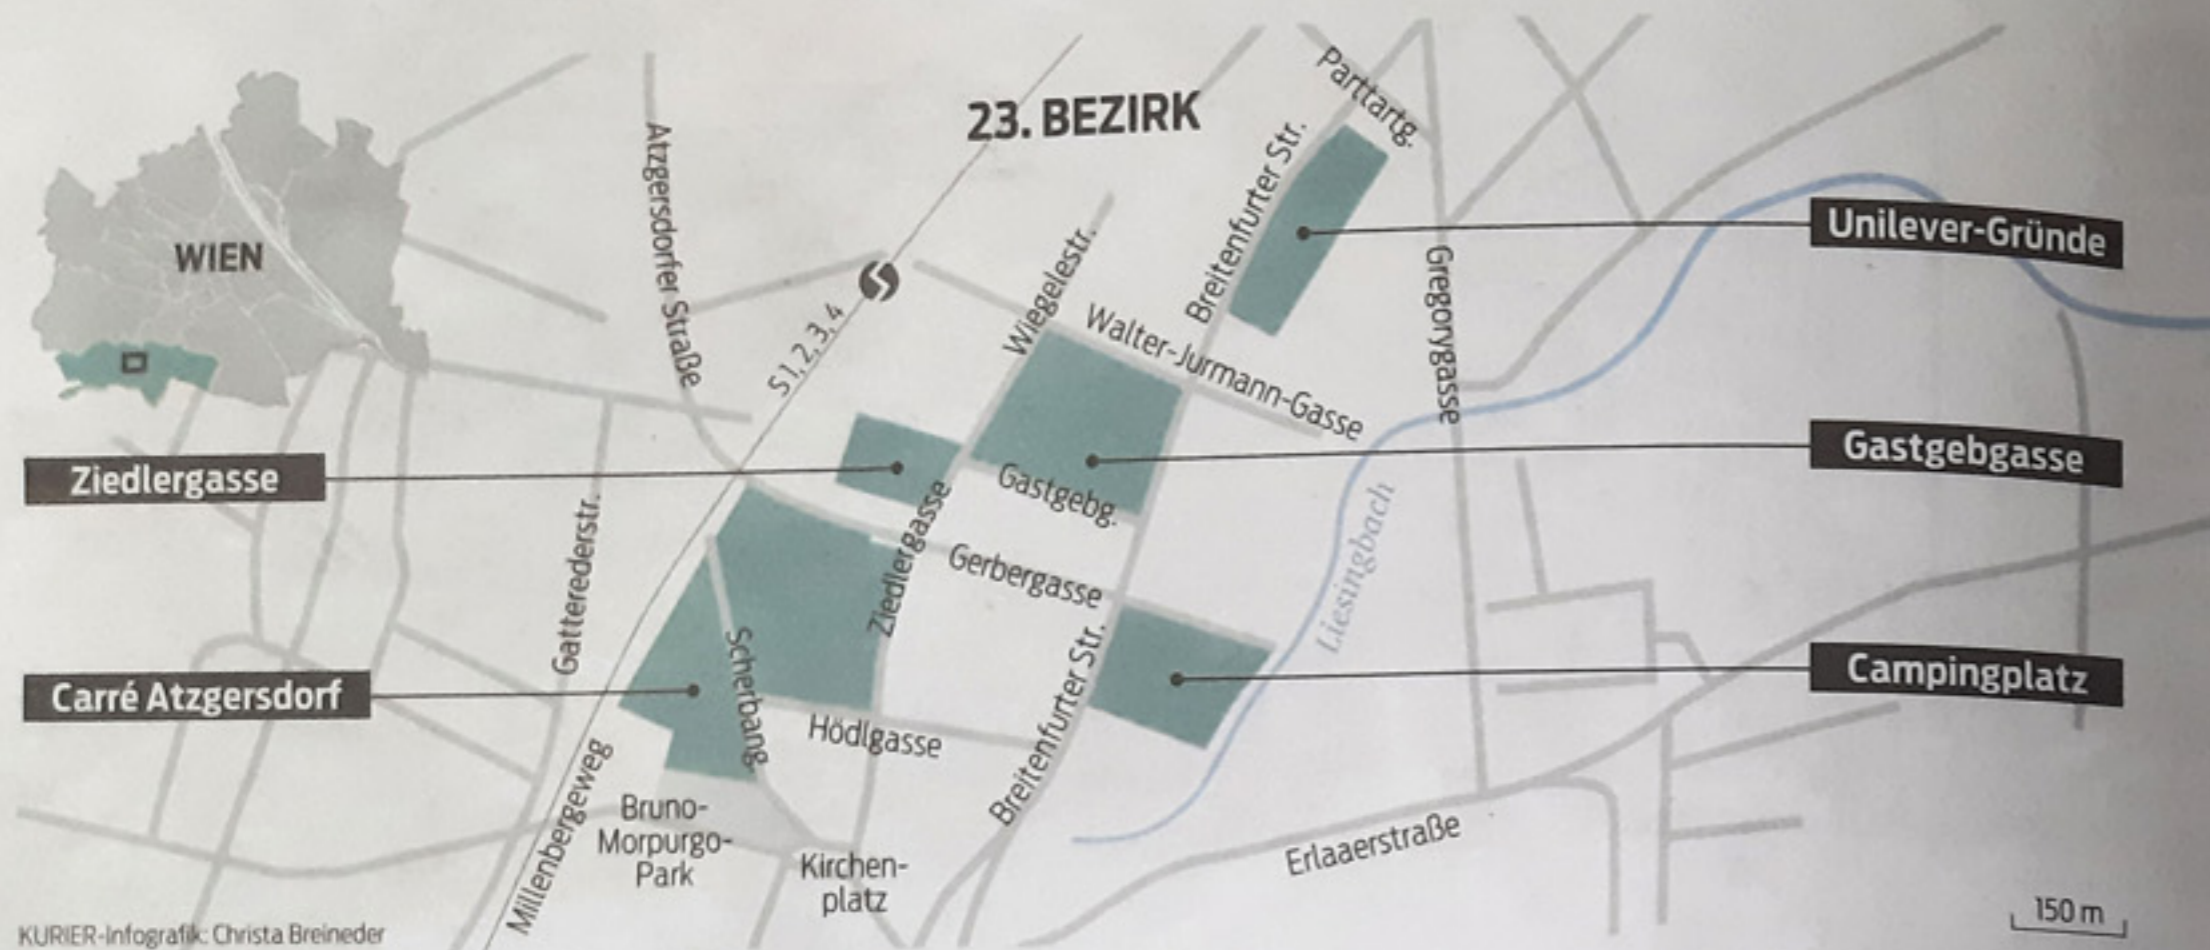 23. BEZIRK
WIEN
Parttartg.
Atzgersdorfer Straße
Breitenfurter Str.
Unilever-Gründe
Wiegelestr.
Gregorygasse
S 1, 2, 3, 4
Walter-Jurmann-Gasse
Ziedlergasse
Gastgebgasse
Gastgebg.
Gatterederstr.
Ziedlergasse
Gerbergasse
Liesingbach
Carré Atzgersdorf
Scherbang.
Hödlgasse
Breitenfurter Str.
Campingplatz
Millenbergeweg
Bruno-
Morpurgo-
Park
Kirchen-
platz
Erlaaerstraße
150 m
KURIER-Infografik: Christa Breineder